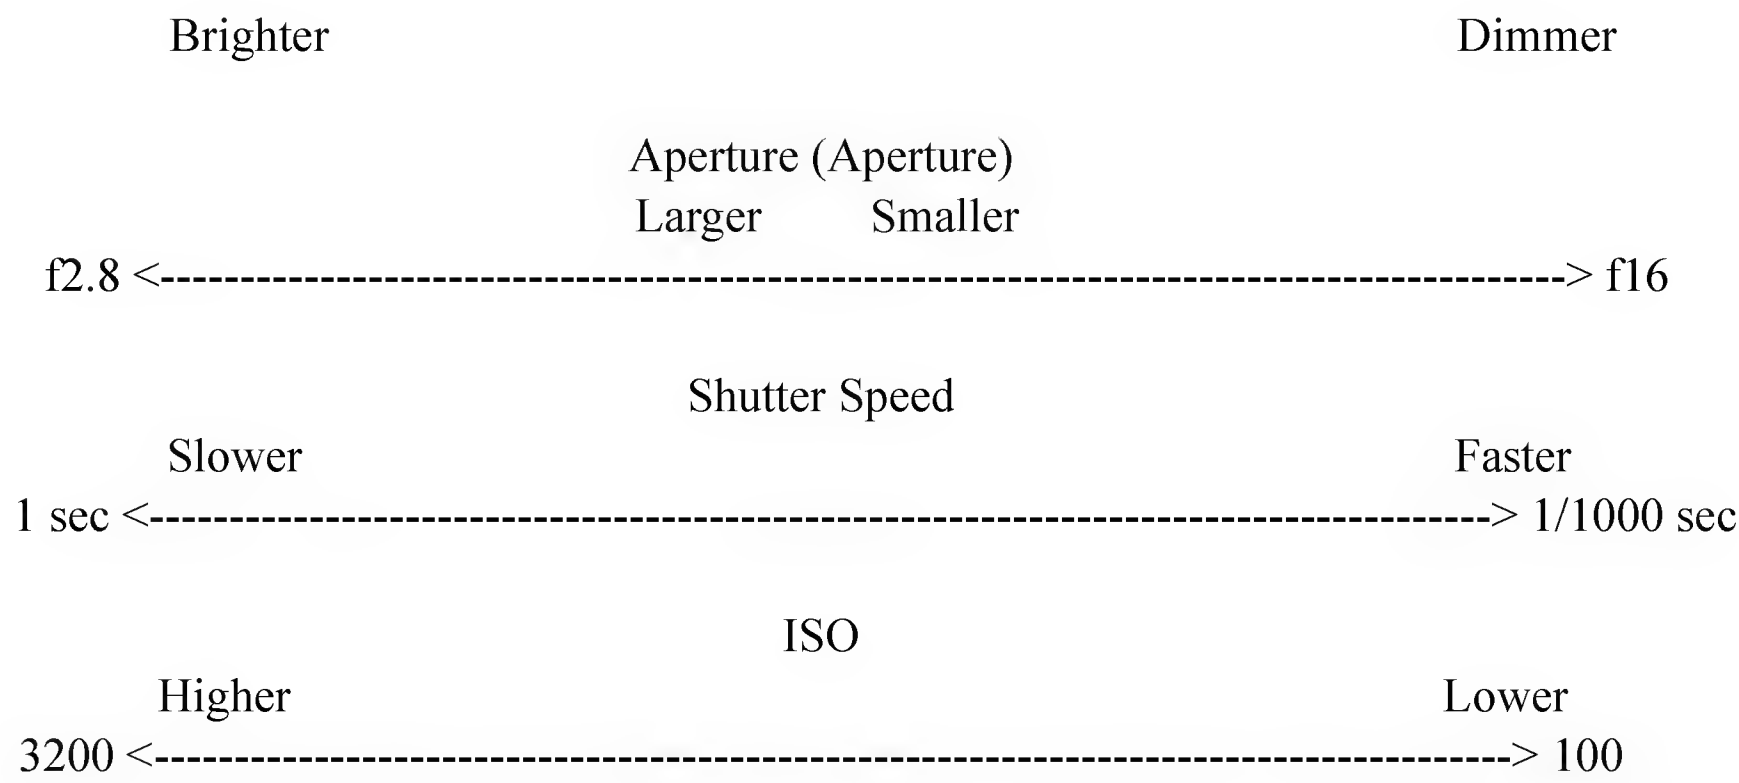 Brighter Dimmer
Aperture (Aperture)
Larger Smaller
f2.8 <----------------------------------------------------------------------------------------> f16
Shutter Speed
Slower Faster
1 sec <------------------------------------------------------------------------------------> 1/1000 sec
ISO
Higher Lower
3200 <-------------------------------------------------------------------------------------> 100